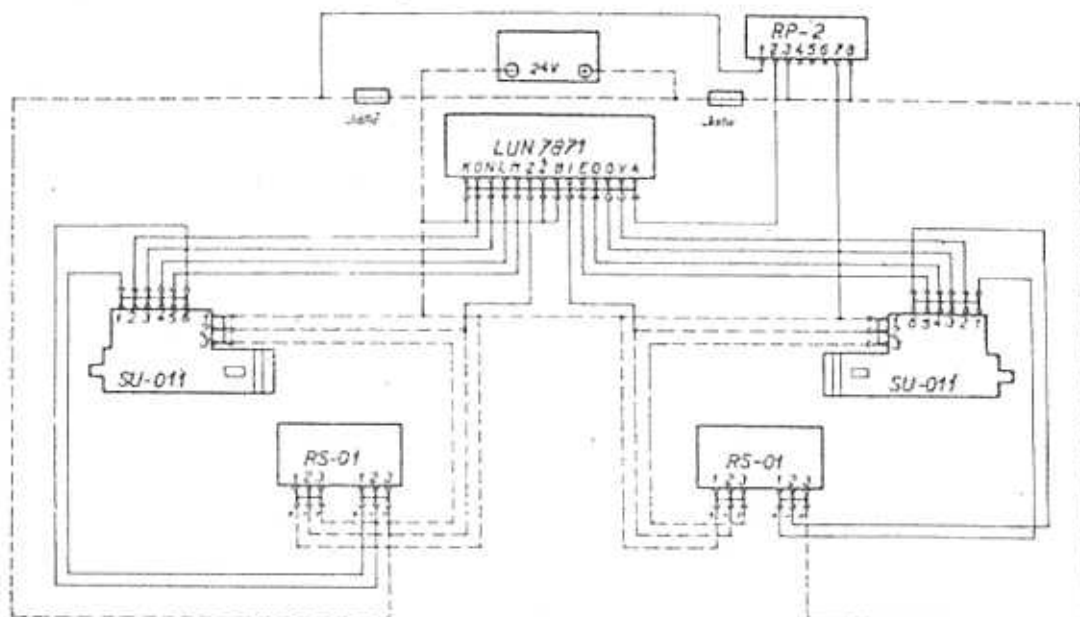 RP-2
1 2 3 4 5 6 7 8
24V
LUN 7871
1 2 3 4 5 6
SU-011
6 5 4 3 2 1
SU-011
RS-01
1 2 3 1 2 3
RS-01
1 2 3 1 2 3